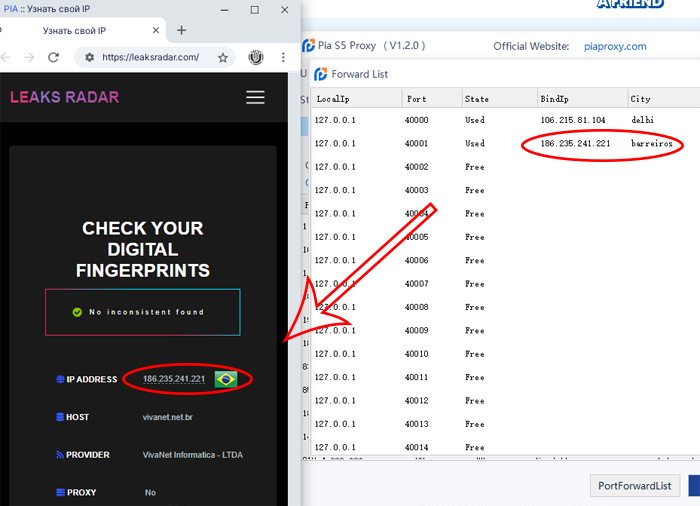 PIA :: Узнать свой IP
Узнать свой IP
https://leaksradar.com/
LEAKS RADAR
CHECK YOUR
DIGITAL
FINGERPRINTS
No inconsistent found
IP ADDRESS 186.235.241.221
HOST vivanet.net.br
PROVIDER VivaNet Informatica - LTDA
PROXY No
A FRIEND
Pia S5 Proxy ( V1.2.0 ) Official Website: piaproxy.com
Forward List
LocalIp Port State BindIp City
127.0.0.1 40000 Used 106.215.81.104 delhi
127.0.0.1 40001 Used 186.235.241.221 barreiros
127.0.0.1 40002 Free
127.0.0.1 40003 Free
127.0.0.1 40004 Free
127.0.0.1 40005 Free
127.0.0.1 40006 Free
127.0.0.1 40007 Free
127.0.0.1 40008 Free
127.0.0.1 40009 Free
127.0.0.1 40010 Free
127.0.0.1 40011 Free
127.0.0.1 40012 Free
127.0.0.1 40013 Free
127.0.0.1 40014 Free
PortForwardList